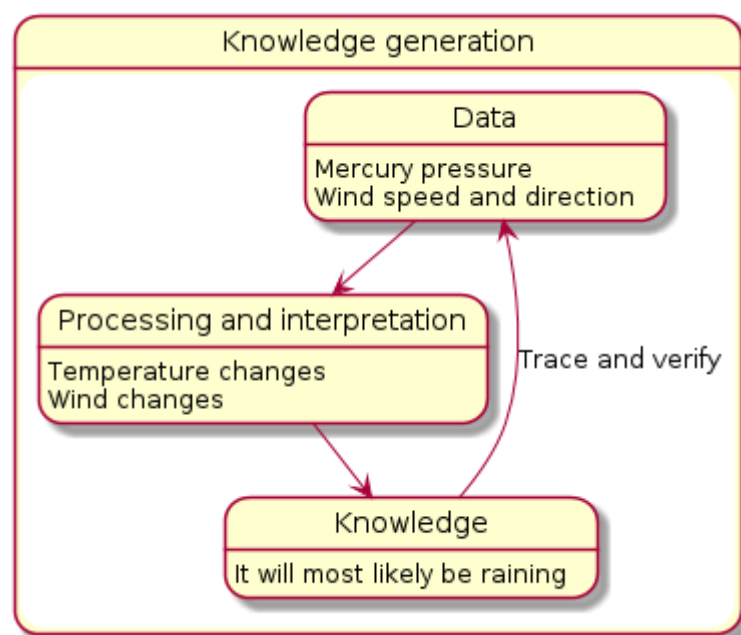 Knowledge generation
Data
Mercury pressure
Wind speed and direction
Processing and interpretation
Temperature changes
Wind changes
Trace and verify
Knowledge
It will most likely be raining